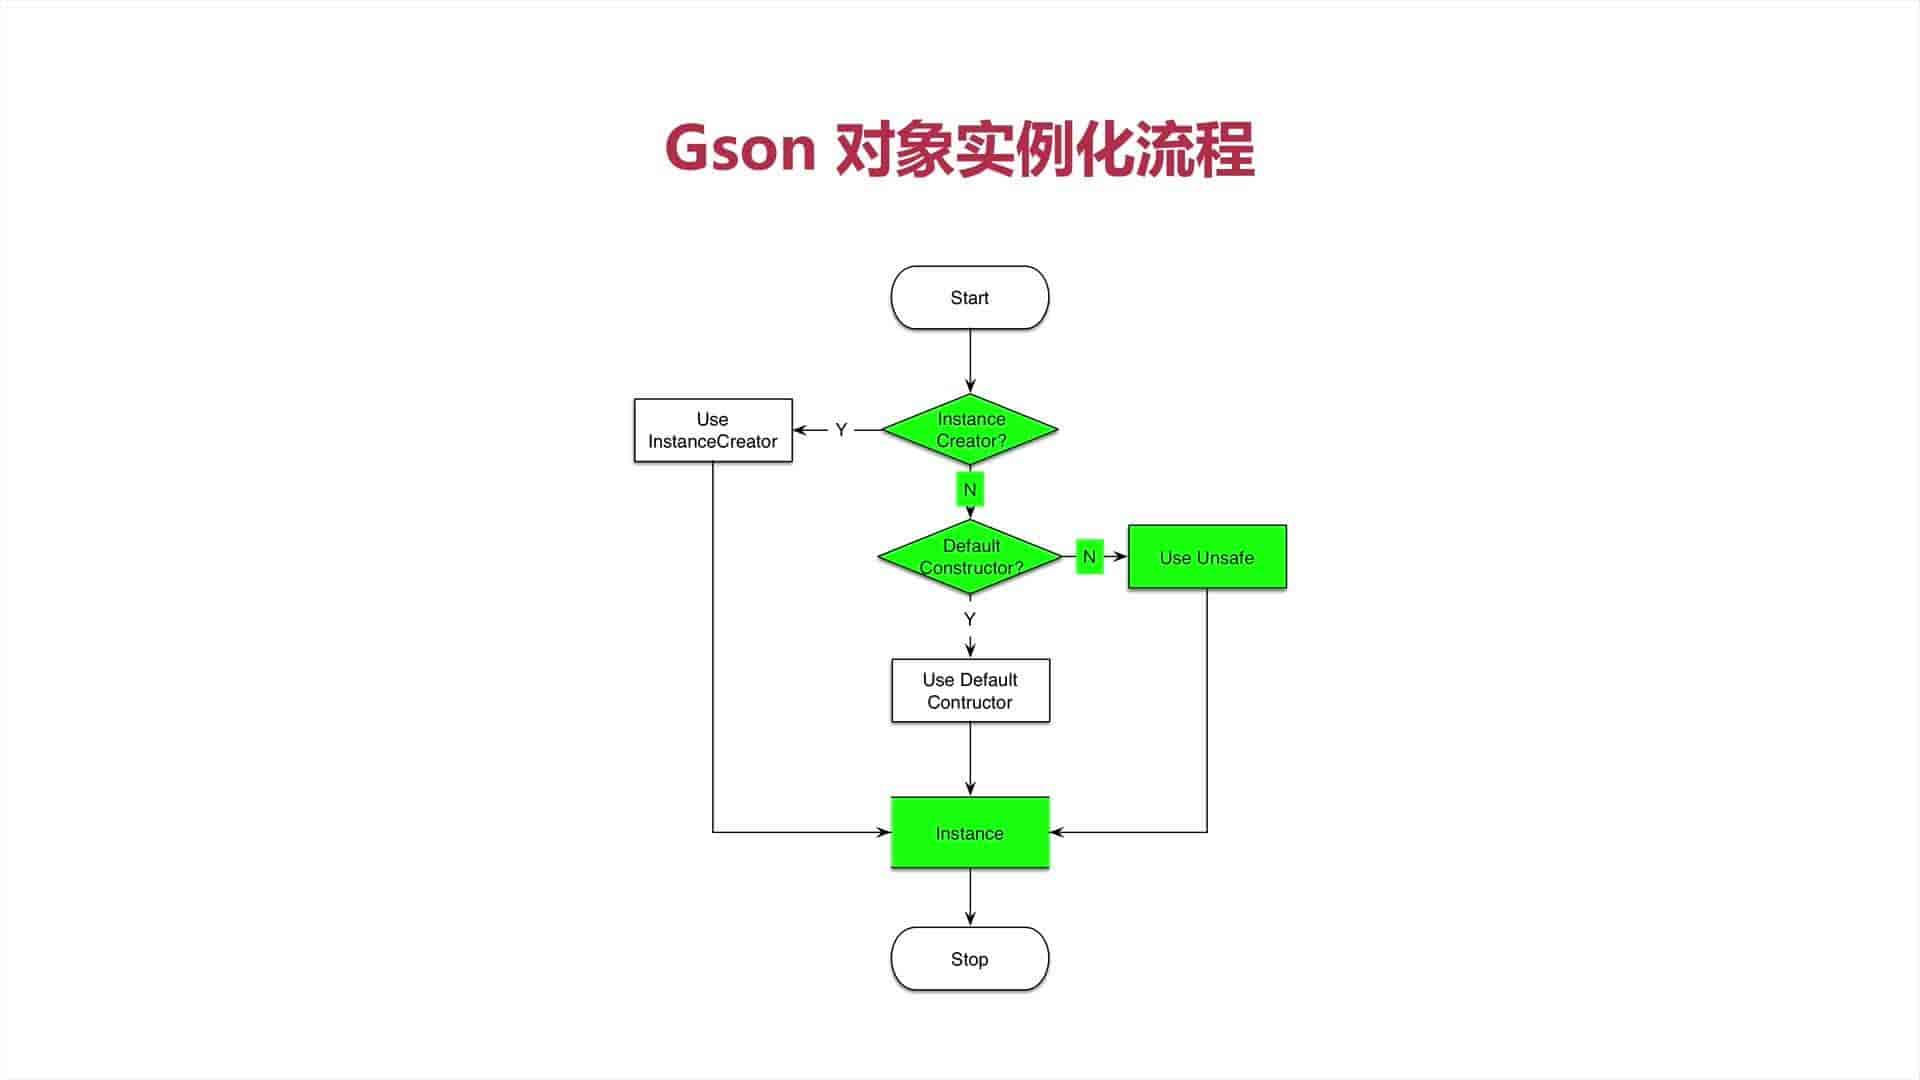 Gson 对象实例化流程
Start
Use
InstanceCreator
Y
Instance
Creator?
N
Default
Constructor?
N
Use Unsafe
Y
Use Default
Contructor
Instance
Stop